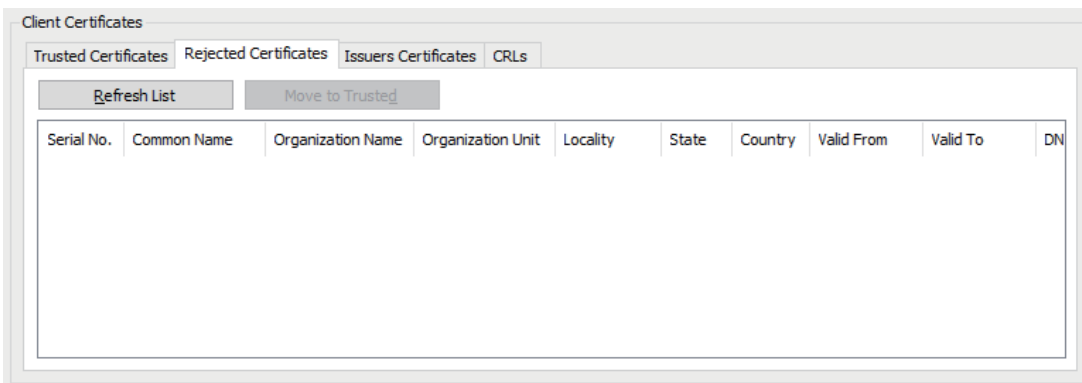 Client Certificates
Trusted Certificates Rejected Certificates Issuers Certificates CRLs
Refresh List Move to Trusted
Serial No. Common Name Organization Name Organization Unit Locality State Country Valid From Valid To DN